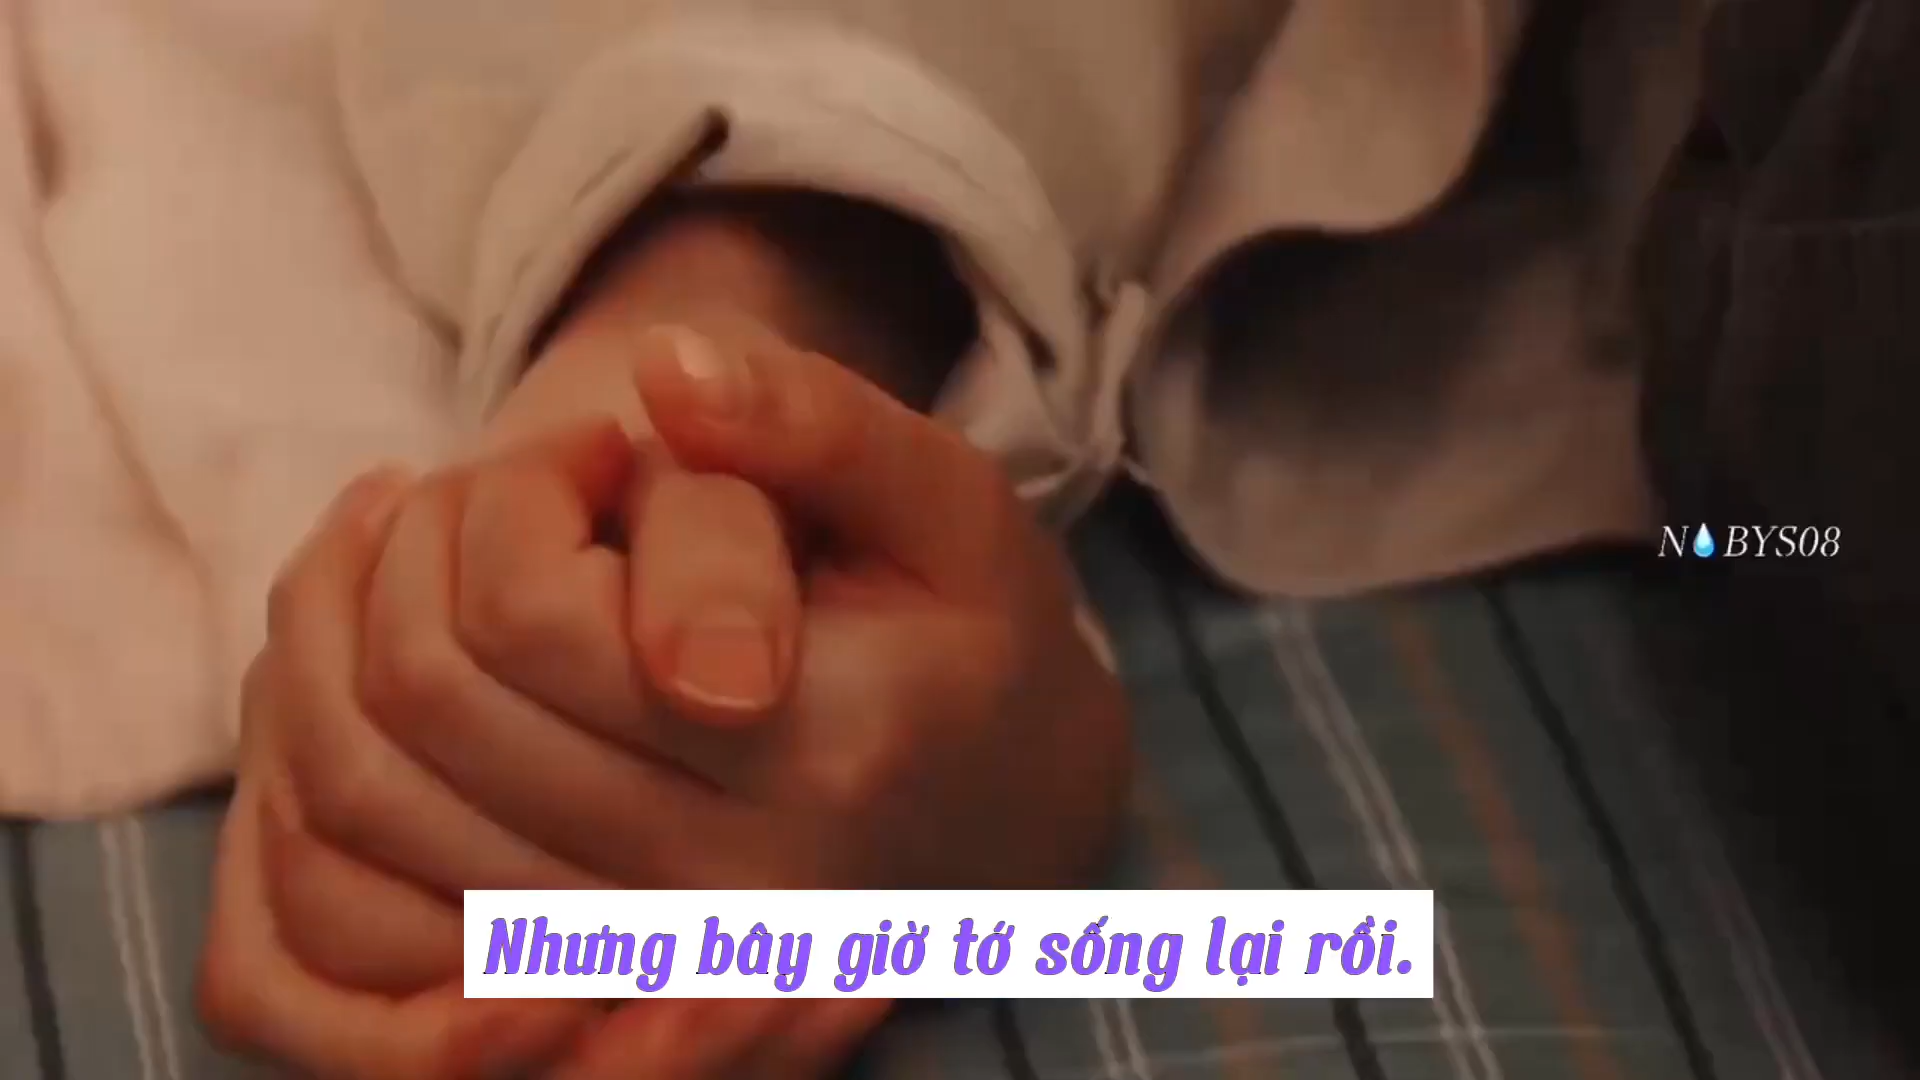 N💧BYS08
Nhưng bây giờ tớ sống lại rồi.